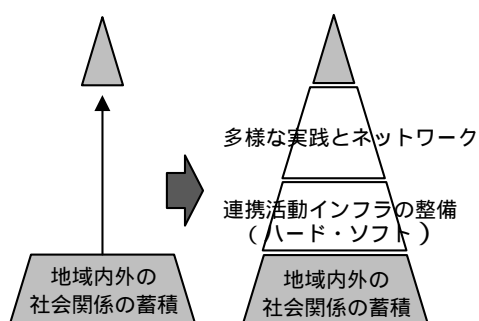 多様な実践とネットワーク
連携活動インフラの整備
（ハード・ソフト）
地域内外の
社会関係の蓄積
地域内外の
社会関係の蓄積